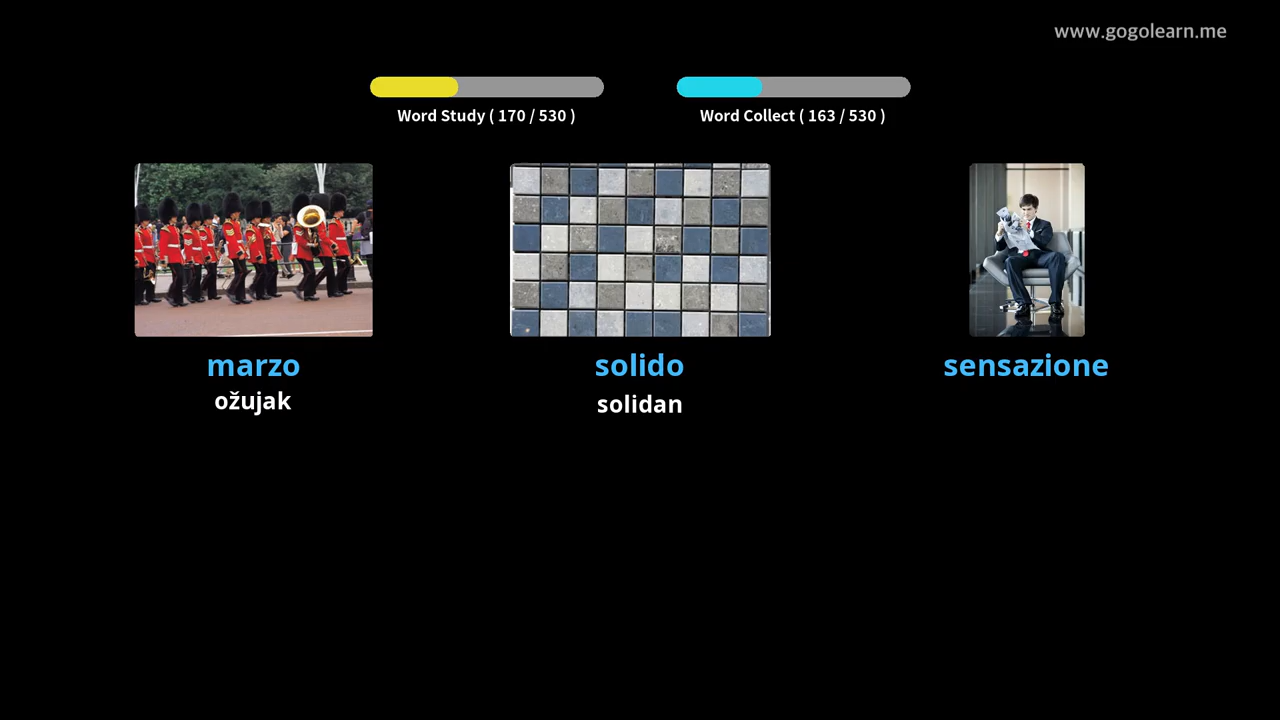 www.gogolearn.me
Word Study ( 170 / 530 )
Word Collect ( 163 / 530 )
marzo
ožujak
solido
solidan
sensazione